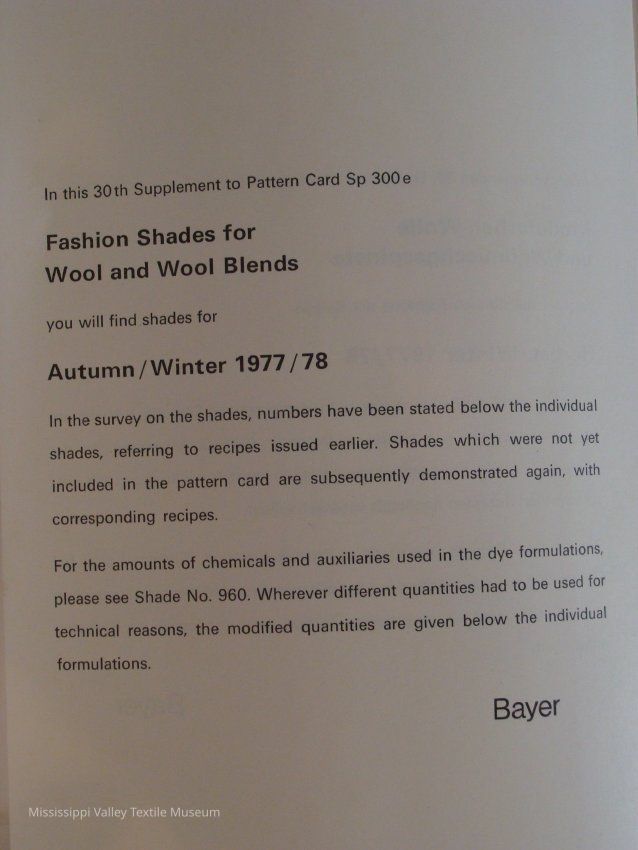 In this 30th Supplement to Pattern Card Sp 300e
Fashion Shades for
Wool and Wool Blends
you will find shades for
Autumn/Winter 1977/78
In the survey on the shades, numbers have been stated below the individual
shades, referring to recipes issued earlier. Shades which were not yet
included in the pattern card are subsequently demonstrated again, with
corresponding recipes.
For the amounts of chemicals and auxiliaries used in the dye formulations,
please see Shade No. 960. Wherever different quantities had to be used for
technical reasons, the modified quantities are given below the individual
formulations.
Bayer
Mississippi Valley Textile Museum